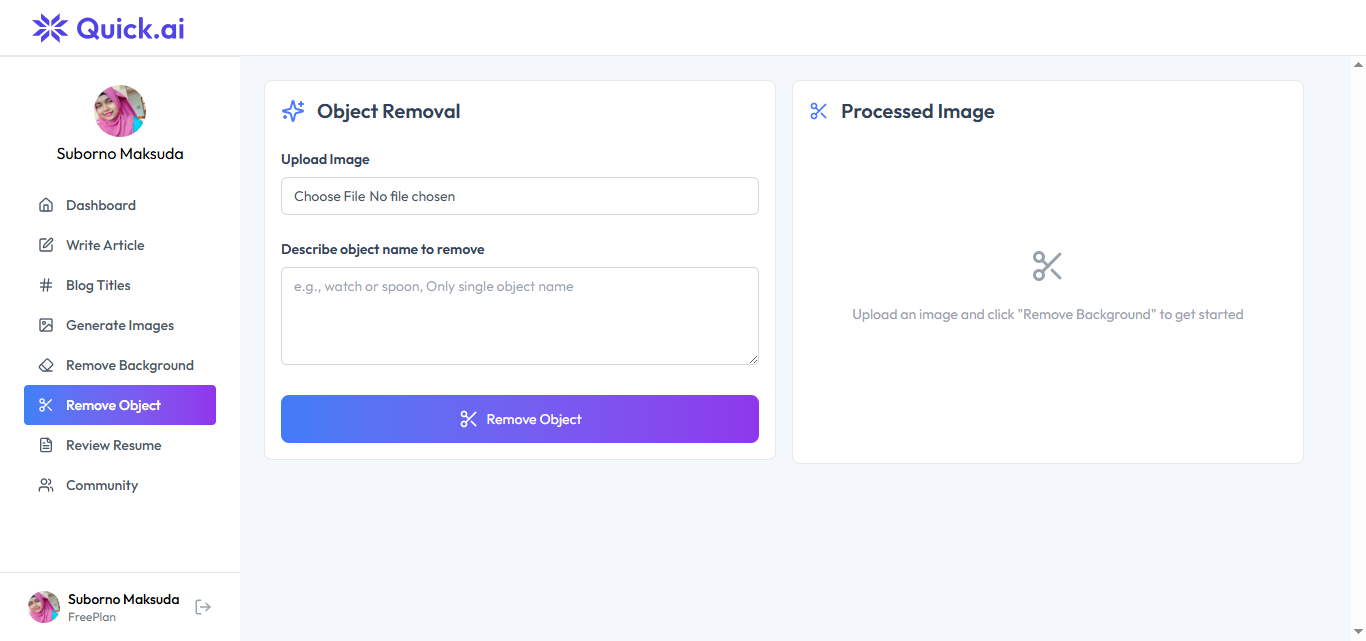 Quick.ai
Suborno Maksuda
Dashboard
Write Article
Blog Titles
Generate Images
Remove Background
Remove Object
Review Resume
Community
Suborno Maksuda
FreePlan
Object Removal
Upload Image
Choose File No file chosen
Describe object name to remove
e.g., watch or spoon, Only single object name
Remove Object
Processed Image
Upload an image and click "Remove Background" to get started